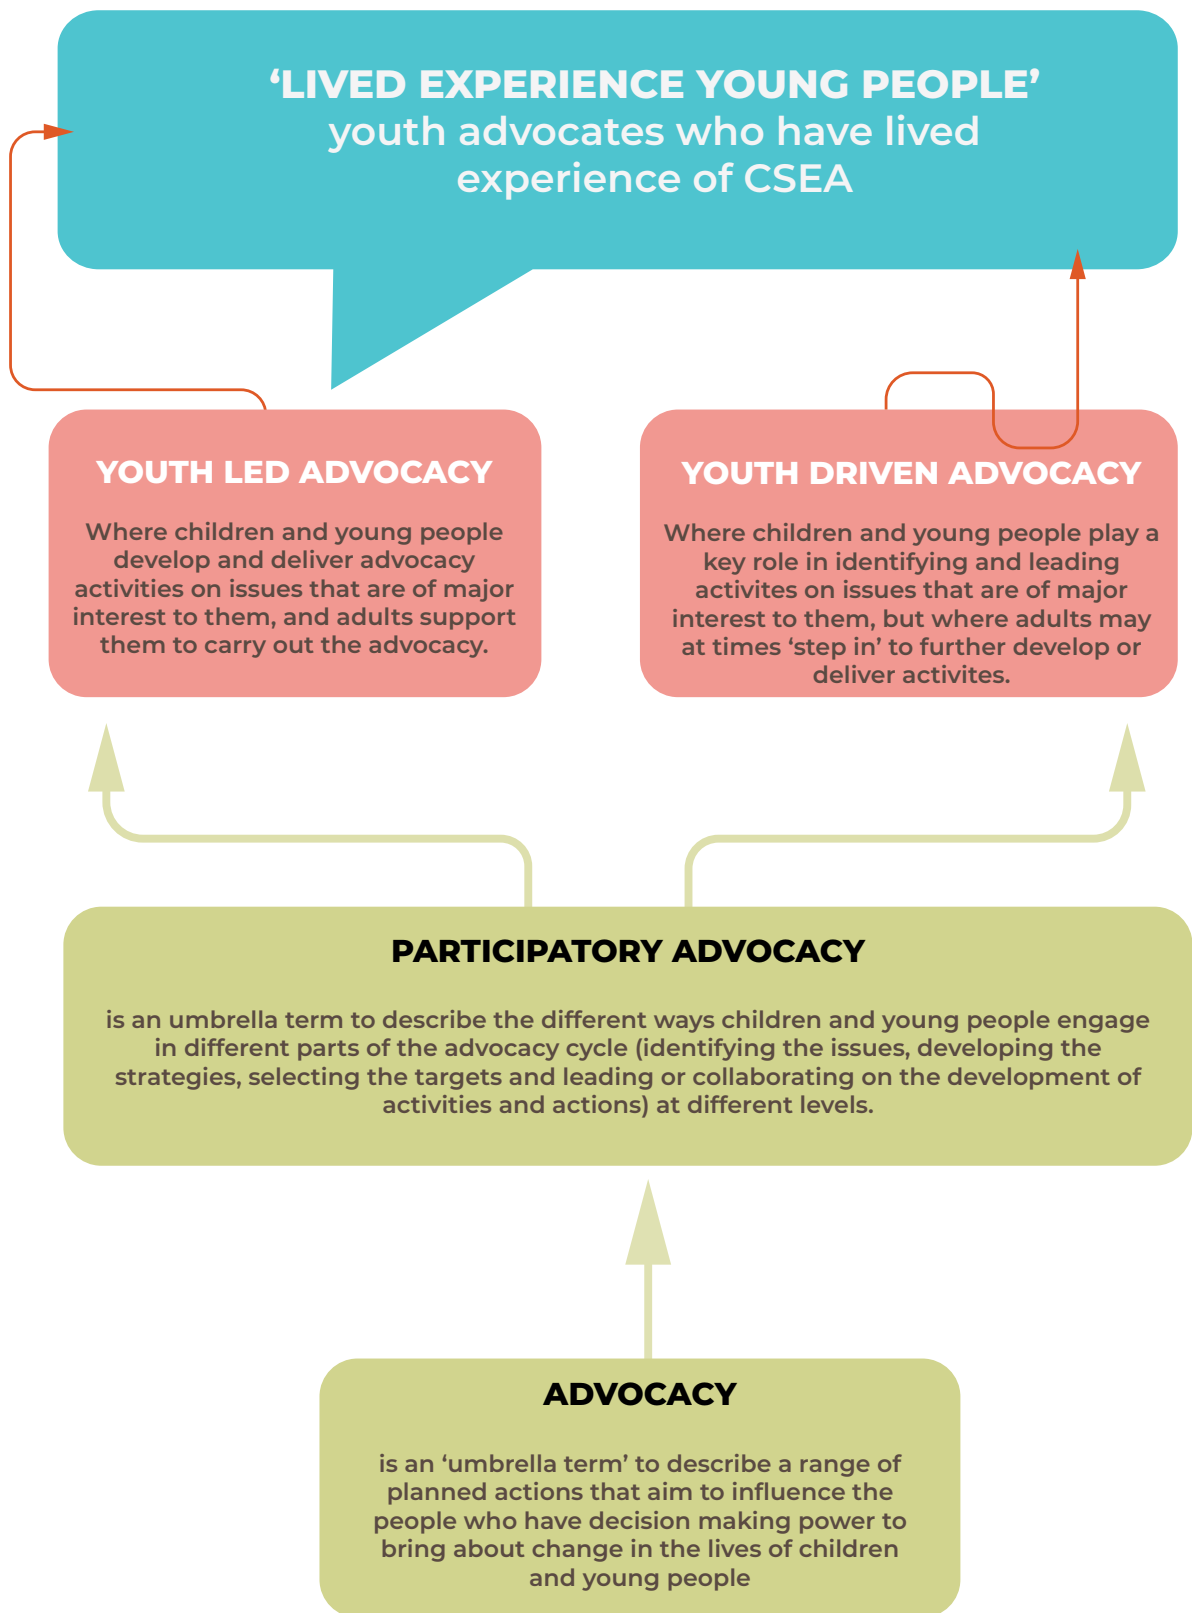 ‘LIVED EXPERIENCE YOUNG PEOPLE’
youth advocates who have lived
experience of CSEA
YOUTH LED ADVOCACY
Where children and young people
develop and deliver advocacy
activities on issues that are of major
interest to them, and adults support
them to carry out the advocacy.
YOUTH DRIVEN ADVOCACY
Where children and young people play a
key role in identifying and leading
activites on issues that are of major
interest to them, but where adults may
at times ‘step in’ to further develop or
deliver activites.
PARTICIPATORY ADVOCACY
is an umbrella term to describe the different ways children and young people engage
in different parts of the advocacy cycle (identifying the issues, developing the
strategies, selecting the targets and leading or collaborating on the development of
activities and actions) at different levels.
ADVOCACY
is an ‘umbrella term’ to describe a range of
planned actions that aim to influence the
people who have decision making power to
bring about change in the lives of children
and young people